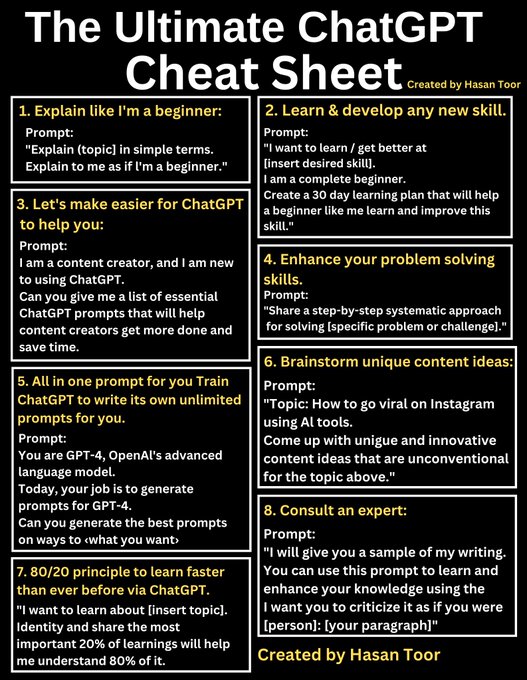 The Ultimate ChatGPT
Cheat Sheet
Created by Hasan Toor
1. Explain like I'm a beginner:
Prompt:
"Explain (topic] in simple terms.
Explain to me as if l'm a beginner."
2. Learn & develop any new skill.
Prompt:
"I want to learn / get better at
[insert desired skill].
I am a complete beginner.
Create a 30 day learning plan that will help
a beginner like me learn and improve this
skill."
3. Let's make easier for ChatGPT
to help you:
Prompt:
I am a content creator, and I am new
to using ChatGPT.
Can you give me a list of essential
ChatGPT prompts that will help
content creators get more done and
save time.
4. Enhance your problem solving
skills.
Prompt:
"Share a step-by-step systematic approach
for solving [specific problem or challenge]."
5. All in one prompt for you Train
ChatGPT to write its own unlimited
prompts for you.
Prompt:
You are GPT-4, OpenAl's advanced
language model.
Today, your job is to generate
prompts for GPT-4.
Can you generate the best prompts
on ways to ‹what you want›
6. Brainstorm unique content ideas:
Prompt:
"Topic: How to go viral on Instagram
using Al tools.
Come up with unigue and innovative
content ideas that are unconventional
for the topic above."
7. 80/20 principle to learn faster
than ever before via ChatGPT.
"I want to learn about [insert topic].
Identity and share the most
important 20% of learnings will help
me understand 80% of it.
8. Consult an expert:
Prompt:
"I will give you a sample of my writing.
You can use this prompt to learn and
enhance your knowledge using the
I want you to criticize it as if you were
[person]: [your paragraph]"
Created by Hasan Toor